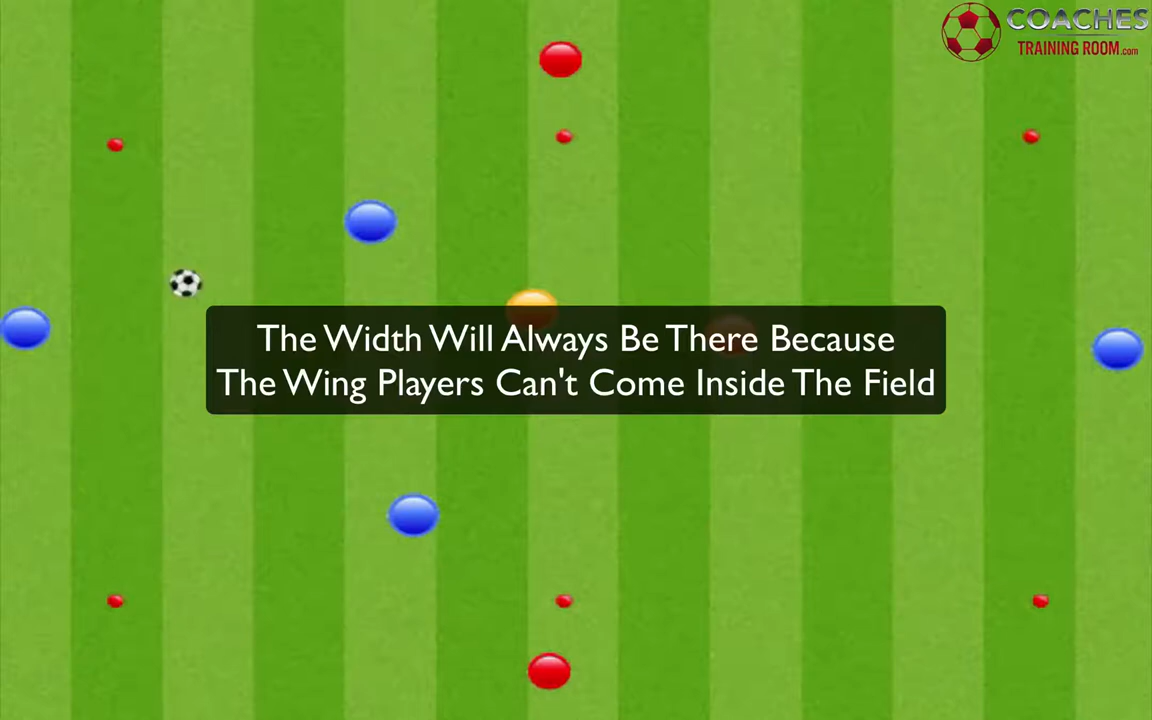 COACHES
TRAINING ROOM.com
The Width Will Always Be There Because
The Wing Players Can't Come Inside The Field